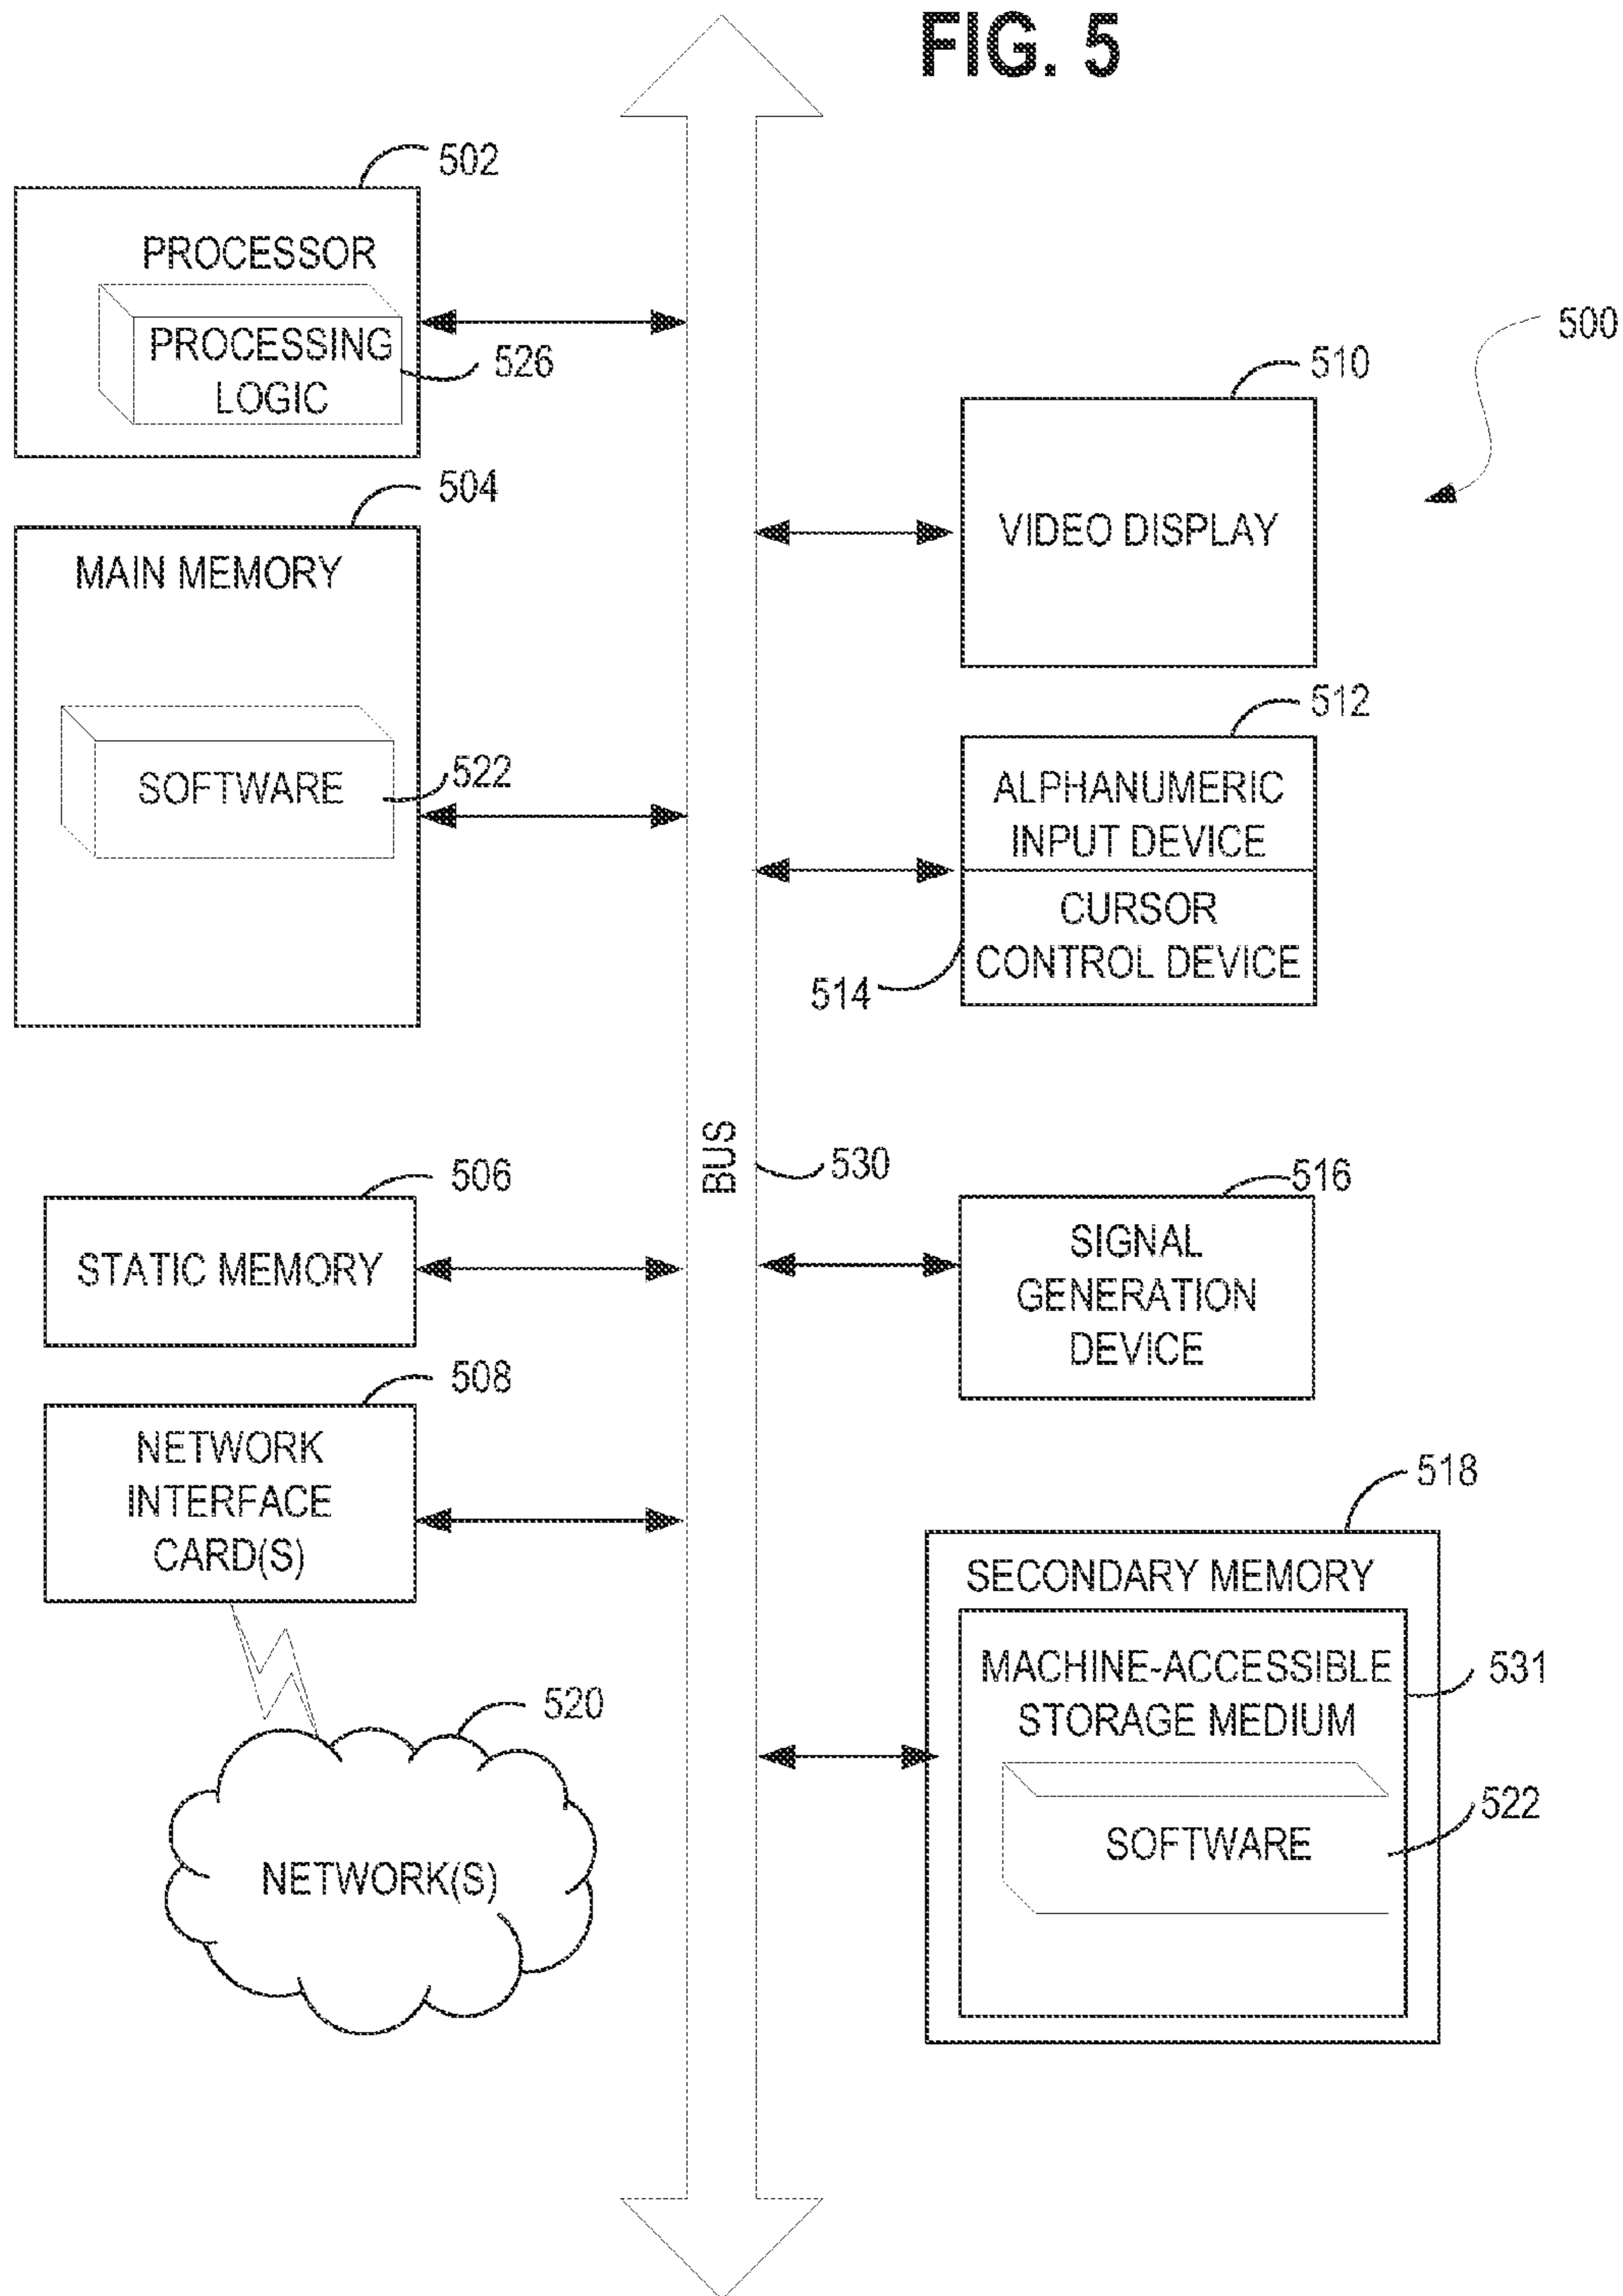 FIG. 5
502
PROCESSOR
PROCESSING
LOGIC
526
504
MAIN MEMORY
SOFTWARE
522
506
STATIC MEMORY
508
NETWORK
INTERFACE
CARD(S)
520
NETWORK(S)
BUS
530
500
510
VIDEO DISPLAY
512
ALPHANUMERIC
INPUT DEVICE
CURSOR
CONTROL DEVICE
514
516
SIGNAL
GENERATION
DEVICE
518
SECONDARY MEMORY
MACHINE-ACCESSIBLE
STORAGE MEDIUM
531
SOFTWARE
522